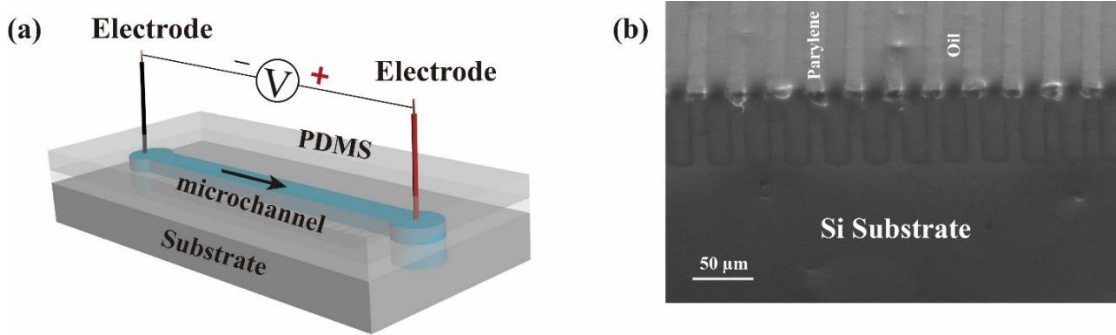 (a)
Electrode
−
V
+
Electrode
PDMS
microchannel
Substrate
(b)
Parylene
Oil
Si Substrate
50 μm